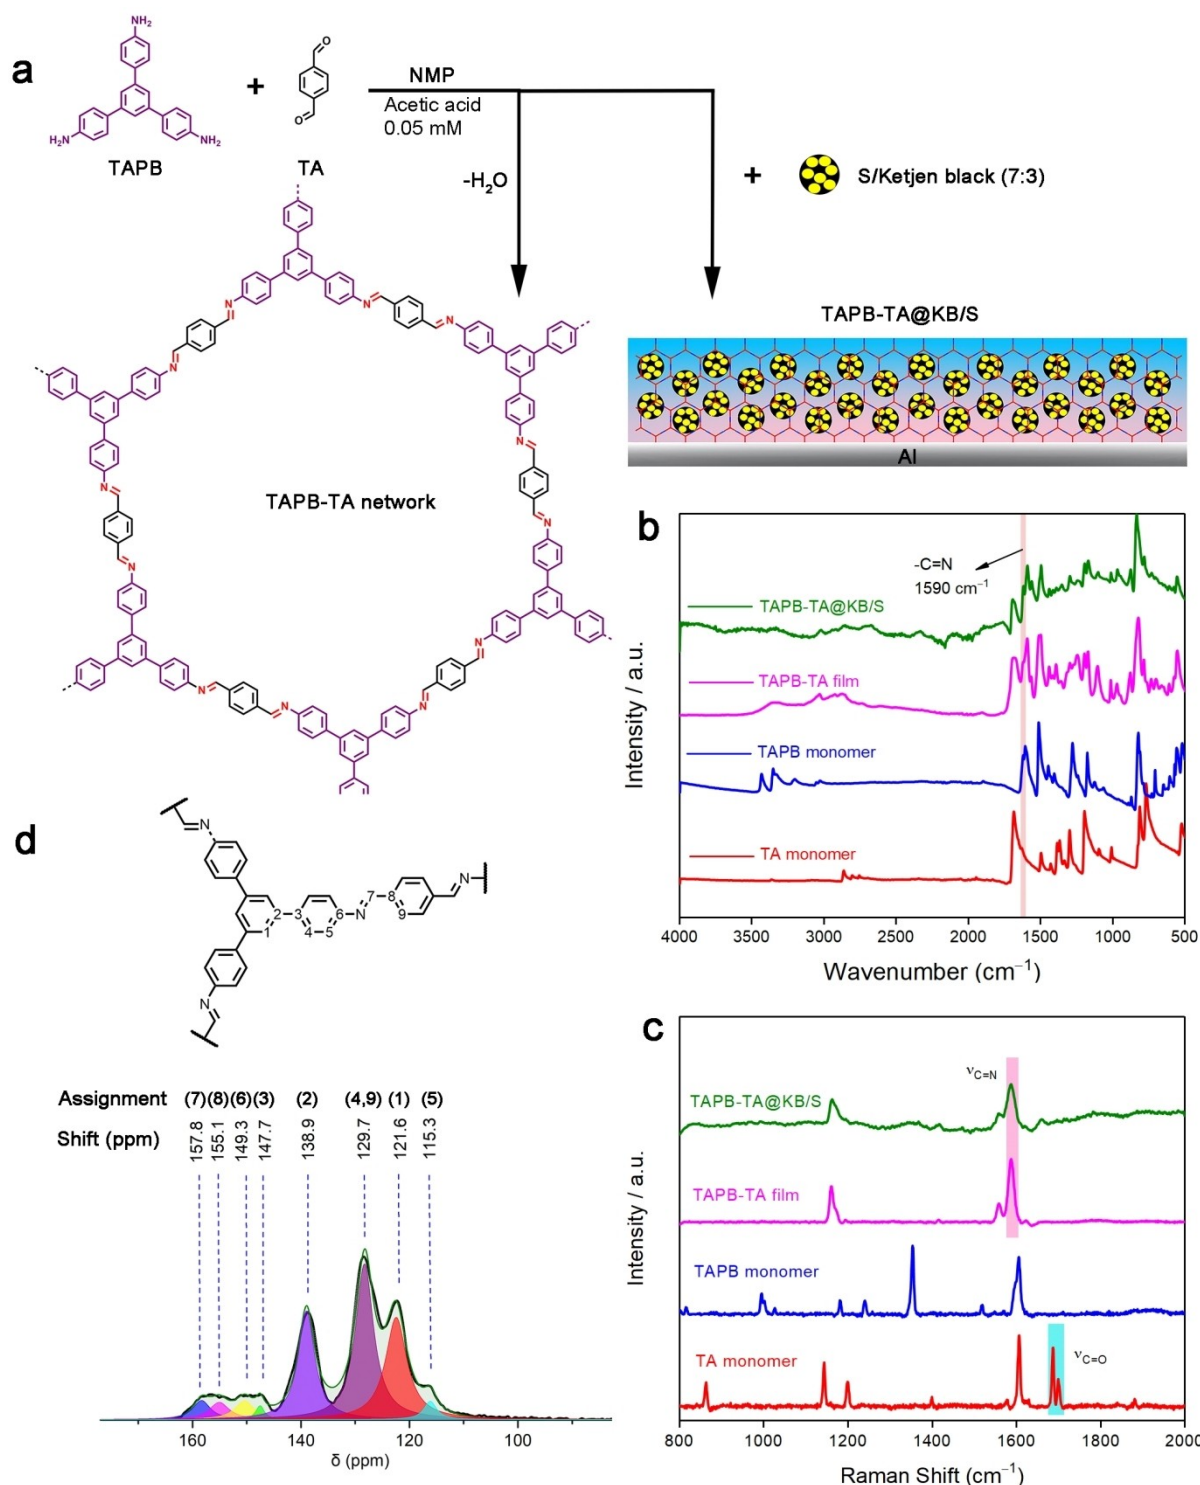 a
NH₂
H₂N
NH₂
TAPB
+
O
O
TA
NMP
Acetic acid
0.05 mM
-H₂O
+
S/Ketjen black (7:3)
N
N
N
N
N
N
N
N
N
N
N
N
TAPB-TA network
TAPB-TA@KB/S
Al
b
-C=N
1590 cm⁻¹
TAPB-TA@KB/S
TAPB-TA film
TAPB monomer
TA monomer
Intensity / a.u.
4000 3500 3000 2500 2000 1500 1000 500
Wavenumber (cm⁻¹)
c
νC=N
TAPB-TA@KB/S
TAPB-TA film
TAPB monomer
TA monomer
νC=O
Intensity / a.u.
800 1000 1200 1400 1600 1800 2000
Raman Shift (cm⁻¹)
d
N
N
N
N
1 2 3 4 5 6 7 8 9
Assignment (7) (8) (6) (3) (2) (4,9) (1) (5)
Shift (ppm) 157.8 155.1 149.3 147.7 138.9 129.7 121.6 115.3
160 140 120 100
δ (ppm)